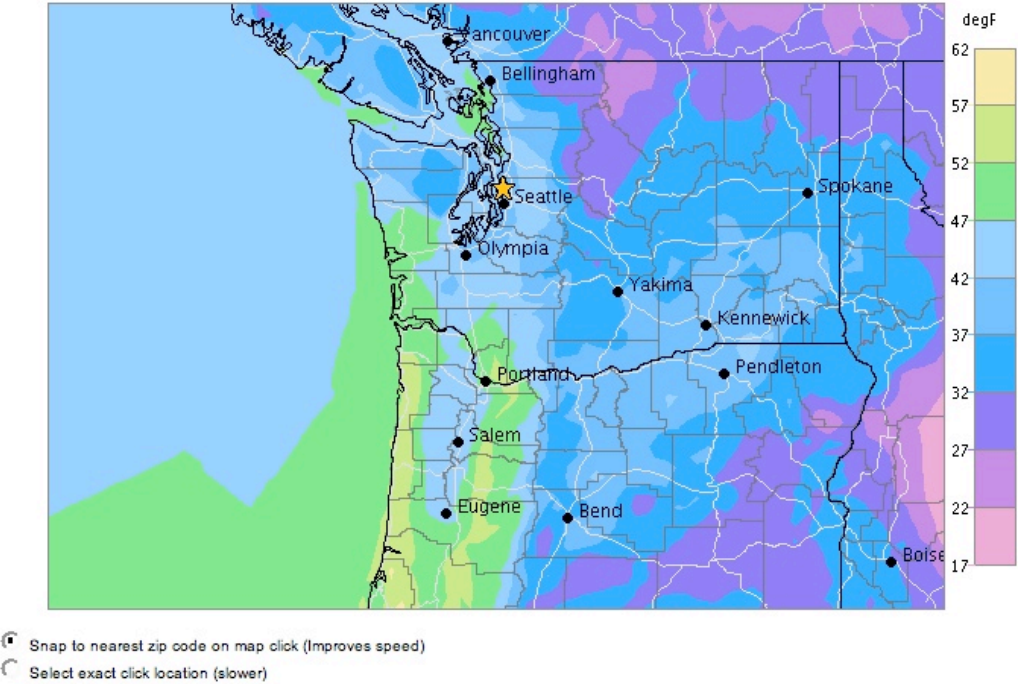 degF
Vancouver
62
Bellingham
57
52
Spokane
Seattle
47
Olympia
42
Yakima
Kennewick
37
Portland
Pendleton
32
Salem
27
Eugene
Bend
22
Boise
17
Snap to nearest zip code on map click (Improves speed)
Select exact click location (slower)